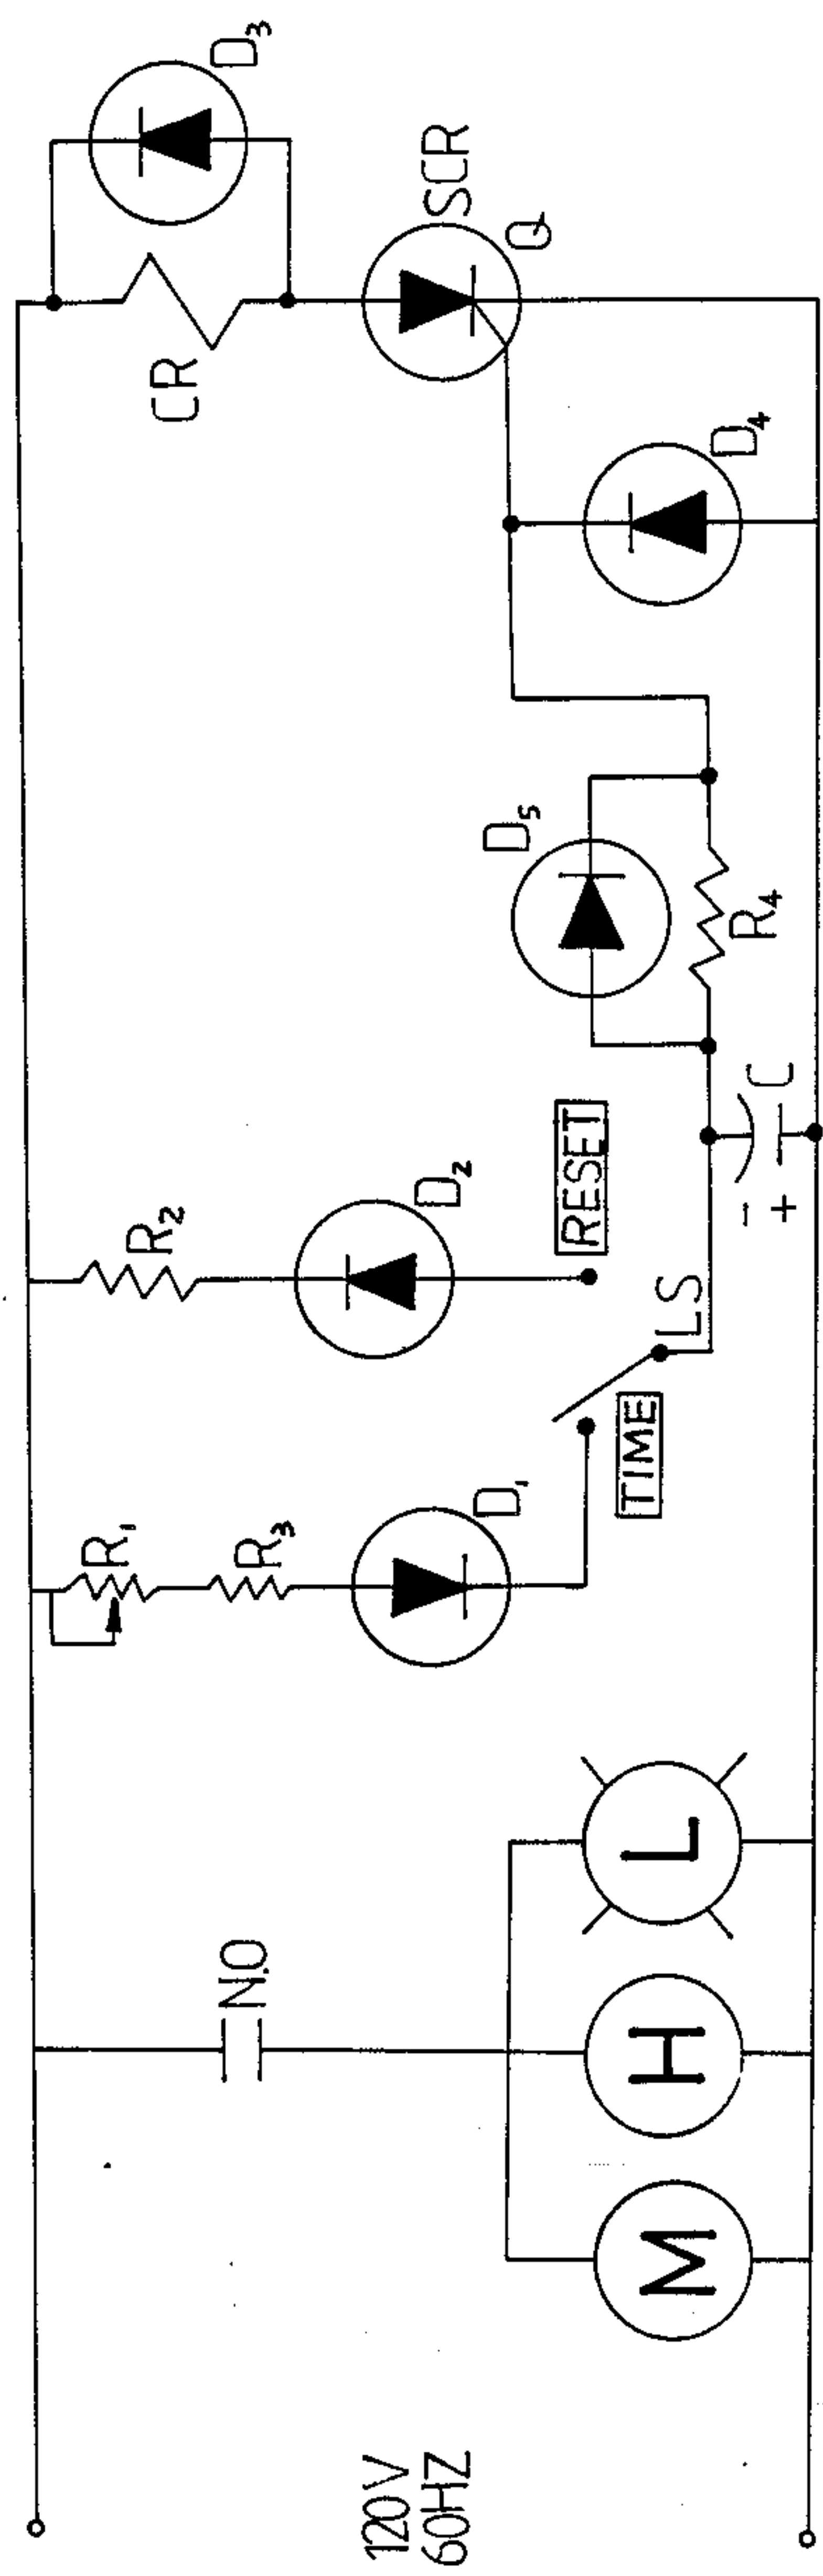 120V
60HZ
M
H
L
N.O
R1
R3
D1
TIME
LS
R2
D2
RESET
-
+
C
D5
R4
D4
CR
SCR
Q
D3